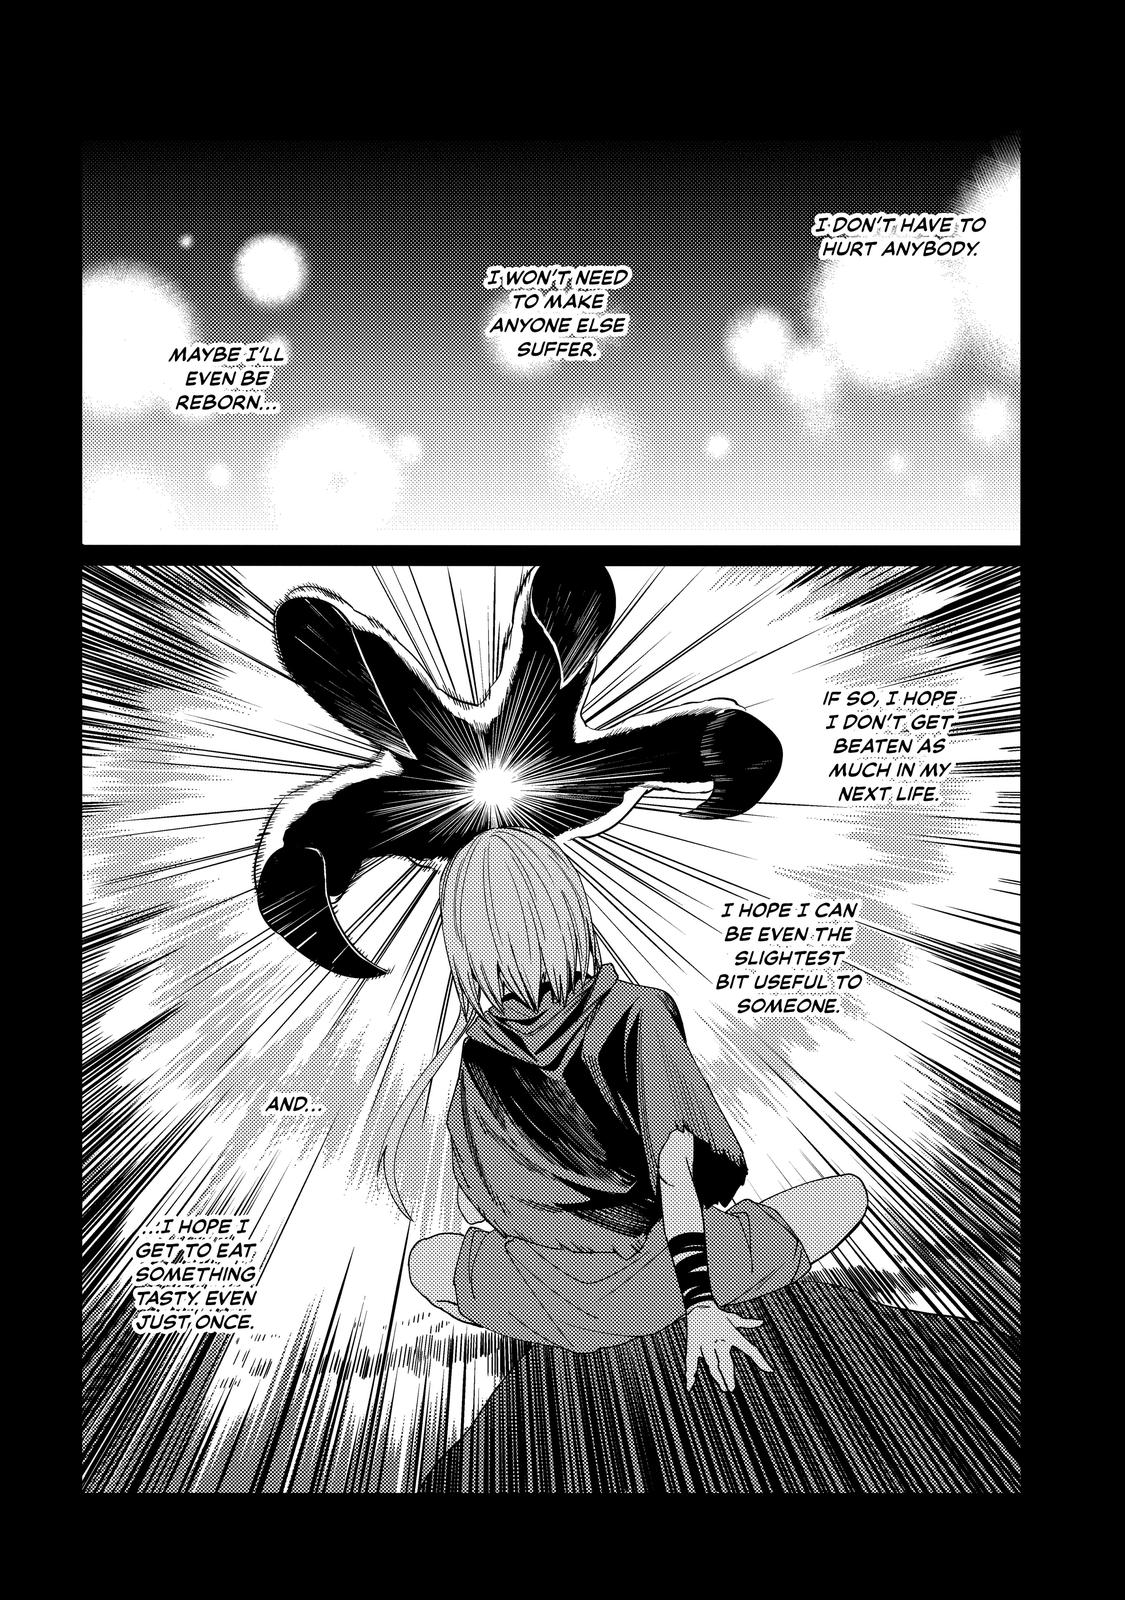 I DON'T HAVE TO
HURT ANYBODY.
I WON'T NEED
TO MAKE
ANYONE ELSE
SUFFER.
MAYBE I'LL
EVEN BE
REBORN...
IF SO, I HOPE
I DON'T GET
BEATEN AS
MUCH IN MY
NEXT LIFE.
I HOPE I CAN
BE EVEN THE
SLIGHTEST
BIT USEFUL TO
SOMEONE.
AND...
...I HOPE I
GET TO EAT
SOMETHING
TASTY EVEN
JUST ONCE.